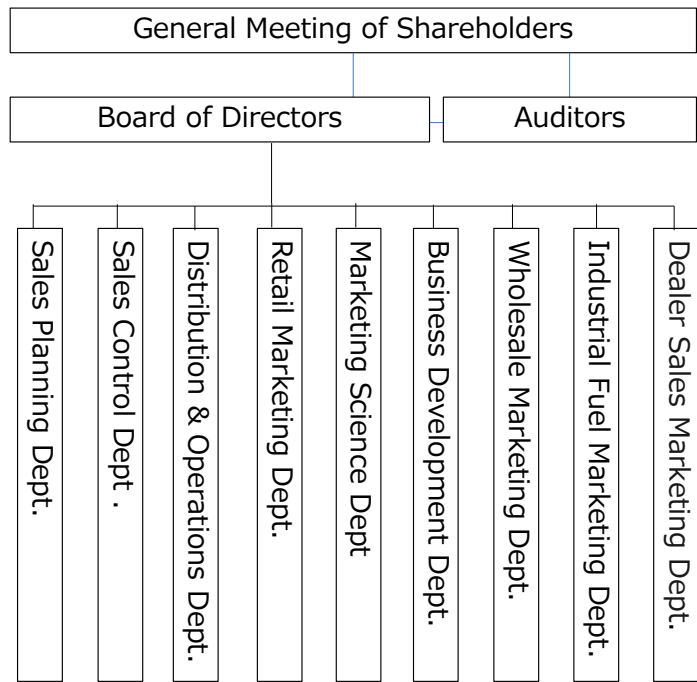 General Meeting of Shareholders
Board of Directors
Auditors
Sales Planning Dept.
Sales Control Dept .
Distribution & Operations Dept.
Retail Marketing Dept.
Marketing Science Dept
Business Development Dept.
Wholesale Marketing Dept.
Industrial Fuel Marketing Dept.
Dealer Sales Marketing Dept.